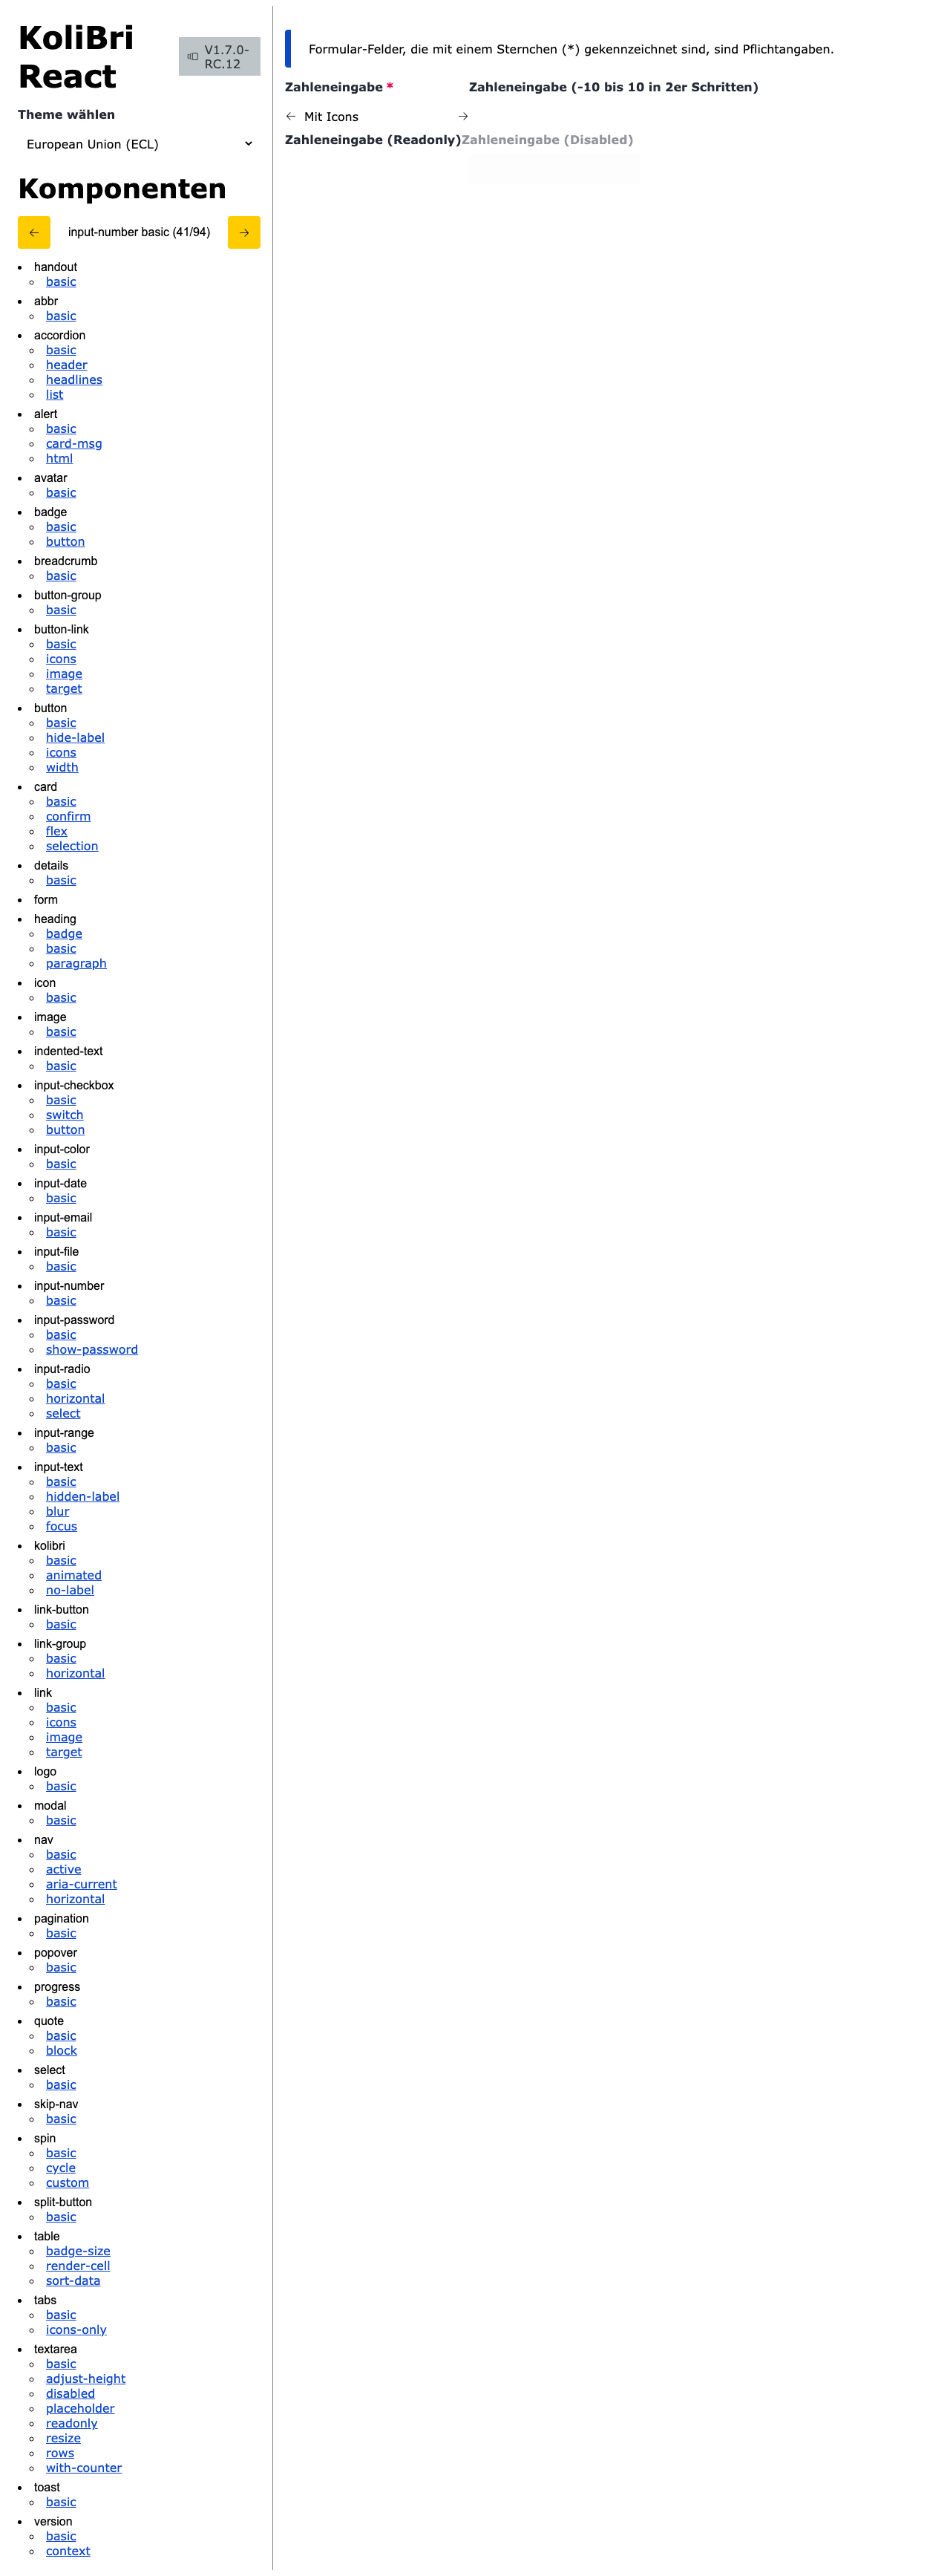 KoliBri
React
V1.7.0-
RC.12
Theme wählen
European Union (ECL)
Komponenten
← input-number basic (41/94) →
handout
basic
abbr
basic
accordion
basic
header
headlines
list
alert
basic
card-msg
html
avatar
basic
badge
basic
button
breadcrumb
basic
button-group
basic
button-link
basic
icons
image
target
button
basic
hide-label
icons
width
card
basic
confirm
flex
selection
details
basic
form
heading
badge
basic
paragraph
icon
basic
image
basic
indented-text
basic
input-checkbox
basic
switch
button
input-color
basic
input-date
basic
input-email
basic
input-file
basic
input-number
basic
input-password
basic
show-password
input-radio
basic
horizontal
select
input-range
basic
input-text
basic
hidden-label
blur
focus
kolibri
basic
animated
no-label
link-button
basic
link-group
basic
horizontal
link
basic
icons
image
target
logo
basic
modal
basic
nav
basic
active
aria-current
horizontal
pagination
basic
popover
basic
progress
basic
quote
basic
block
select
basic
skip-nav
basic
spin
basic
cycle
custom
split-button
basic
table
badge-size
render-cell
sort-data
tabs
basic
icons-only
textarea
basic
adjust-height
disabled
placeholder
readonly
resize
rows
with-counter
toast
basic
version
basic
context
Formular-Felder, die mit einem Sternchen (*) gekennzeichnet sind, sind Pflichtangaben.
Zahleneingabe * Zahleneingabe (-10 bis 10 in 2er Schritten)
← Mit Icons →
Zahleneingabe (Readonly) Zahleneingabe (Disabled)